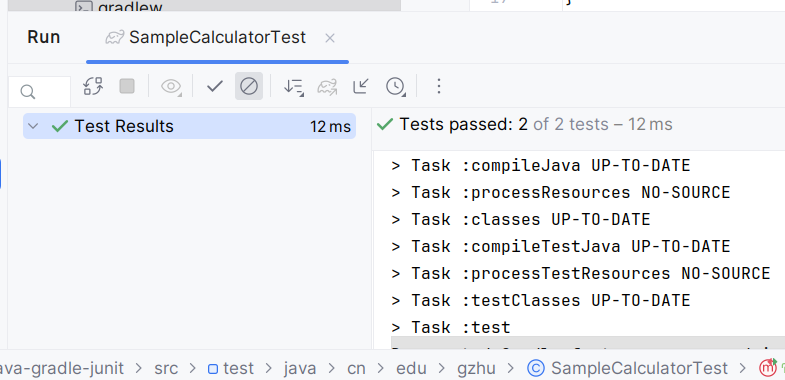 gradlew
Run SampleCalculatorTest
Test Results 12 ms
Tests passed: 2 of 2 tests – 12 ms
> Task :compileJava UP-TO-DATE
> Task :processResources NO-SOURCE
> Task :classes UP-TO-DATE
> Task :compileTestJava UP-TO-DATE
> Task :processTestResources NO-SOURCE
> Task :testClasses UP-TO-DATE
> Task :test
ava-gradle-junit > src > test > java > cn > edu > gzhu > SampleCalculatorTest >